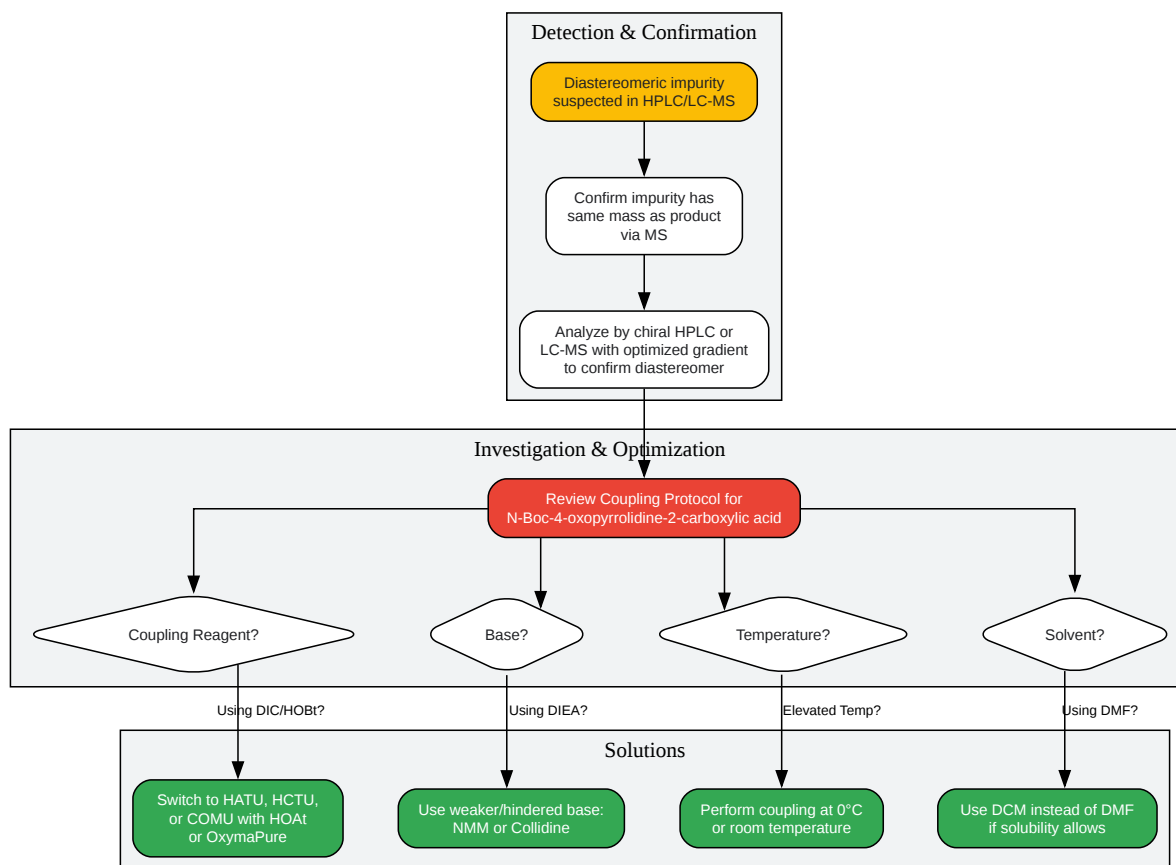 Detection & Confirmation
Diastereomeric impurity
suspected in HPLC/LC-MS
Confirm impurity has
same mass as product
via MS
Analyze by chiral HPLC or
LC-MS with optimized gradient
to confirm diastereomer
Investigation & Optimization
Review Coupling Protocol for
N-Boc-4-oxopyrrolidine-2-carboxylic acid
Coupling Reagent?
Base?
Temperature?
Solvent?
Using DIC/HOBt?
Using DIEA?
Elevated Temp?
Using DMF?
Solutions
Switch to HATU, HCTU,
or COMU with HOAt
or OxymaPure
Use weaker/hindered base:
NMM or Collidine
Perform coupling at 0°C
or room temperature
Use DCM instead of DMF
if solubility allows